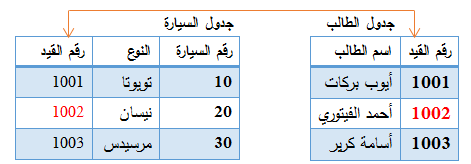 جدول الطالب جدول السيارة
رقم القيد اسم الطالب رقم السيارة النوع رقم القيد
1001 أيوب بركات 10 تويوتا 1001
1002 أحمد الفيتوري 20 نيسان 1002
1003 أسامة كرير 30 مرسيدس 1003